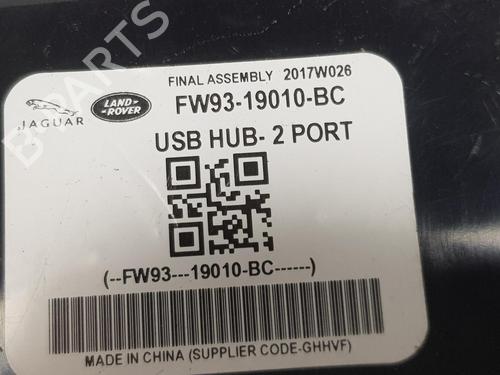 B-PARTS
FINAL ASSEMBLY 2017W026
JAGUAR
LAND
ROVER
FW93-19010-BC
USB HUB- 2 PORT
(--FW93---19010-BC------)
MADE IN CHINA (SUPPLIER CODE-GHHVF)